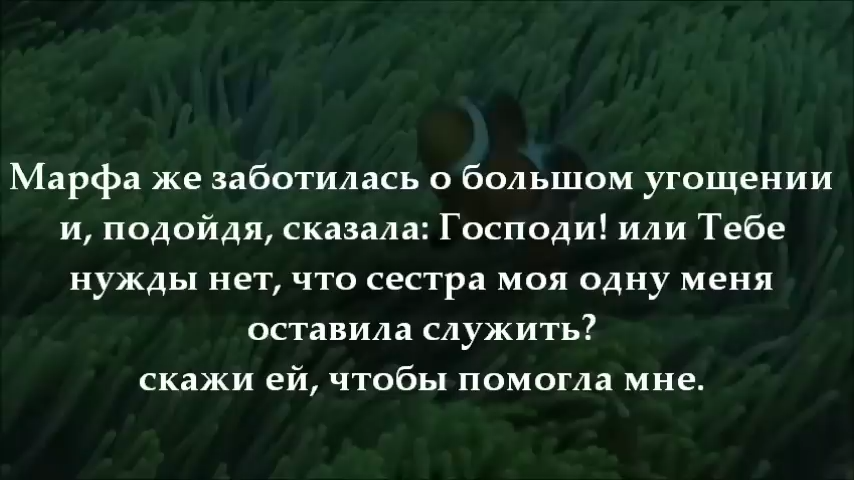 Марфа же заботилась о большом угощении
и, подойдя, сказала: Господи! или Тебе
нужды нет, что сестра моя одну меня
оставила служить?
скажи ей, чтобы помогла мне.